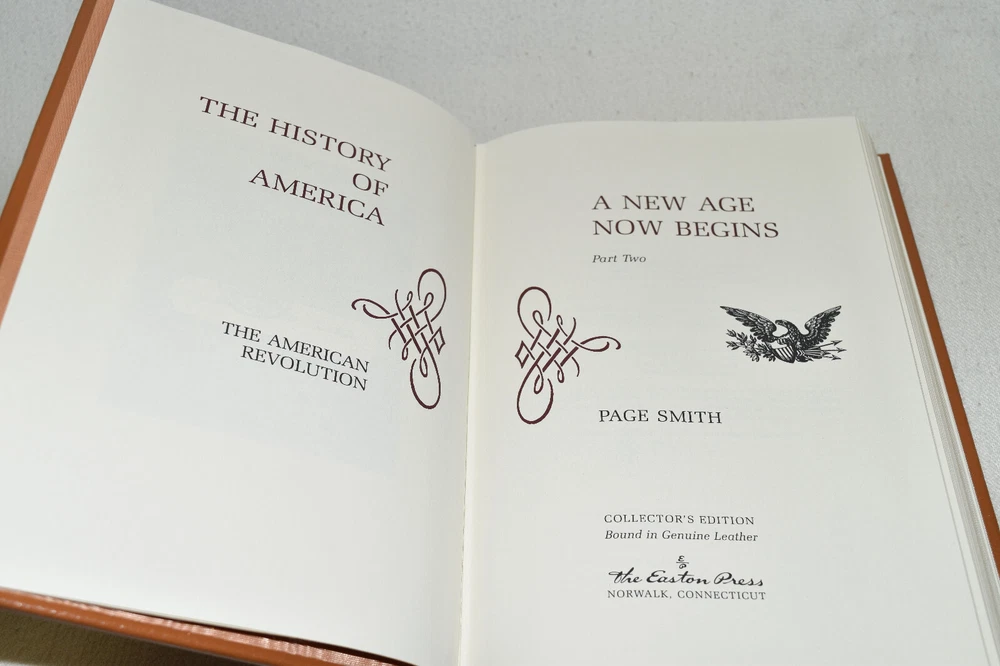 THE HISTORY
OF
AMERICA
THE AMERICAN
REVOLUTION
A NEW AGE
NOW BEGINS
Part Two
PAGE SMITH
COLLECTOR'S EDITION
Bound in Genuine Leather
E
P
the Easton Press
NORWALK, CONNECTICUT